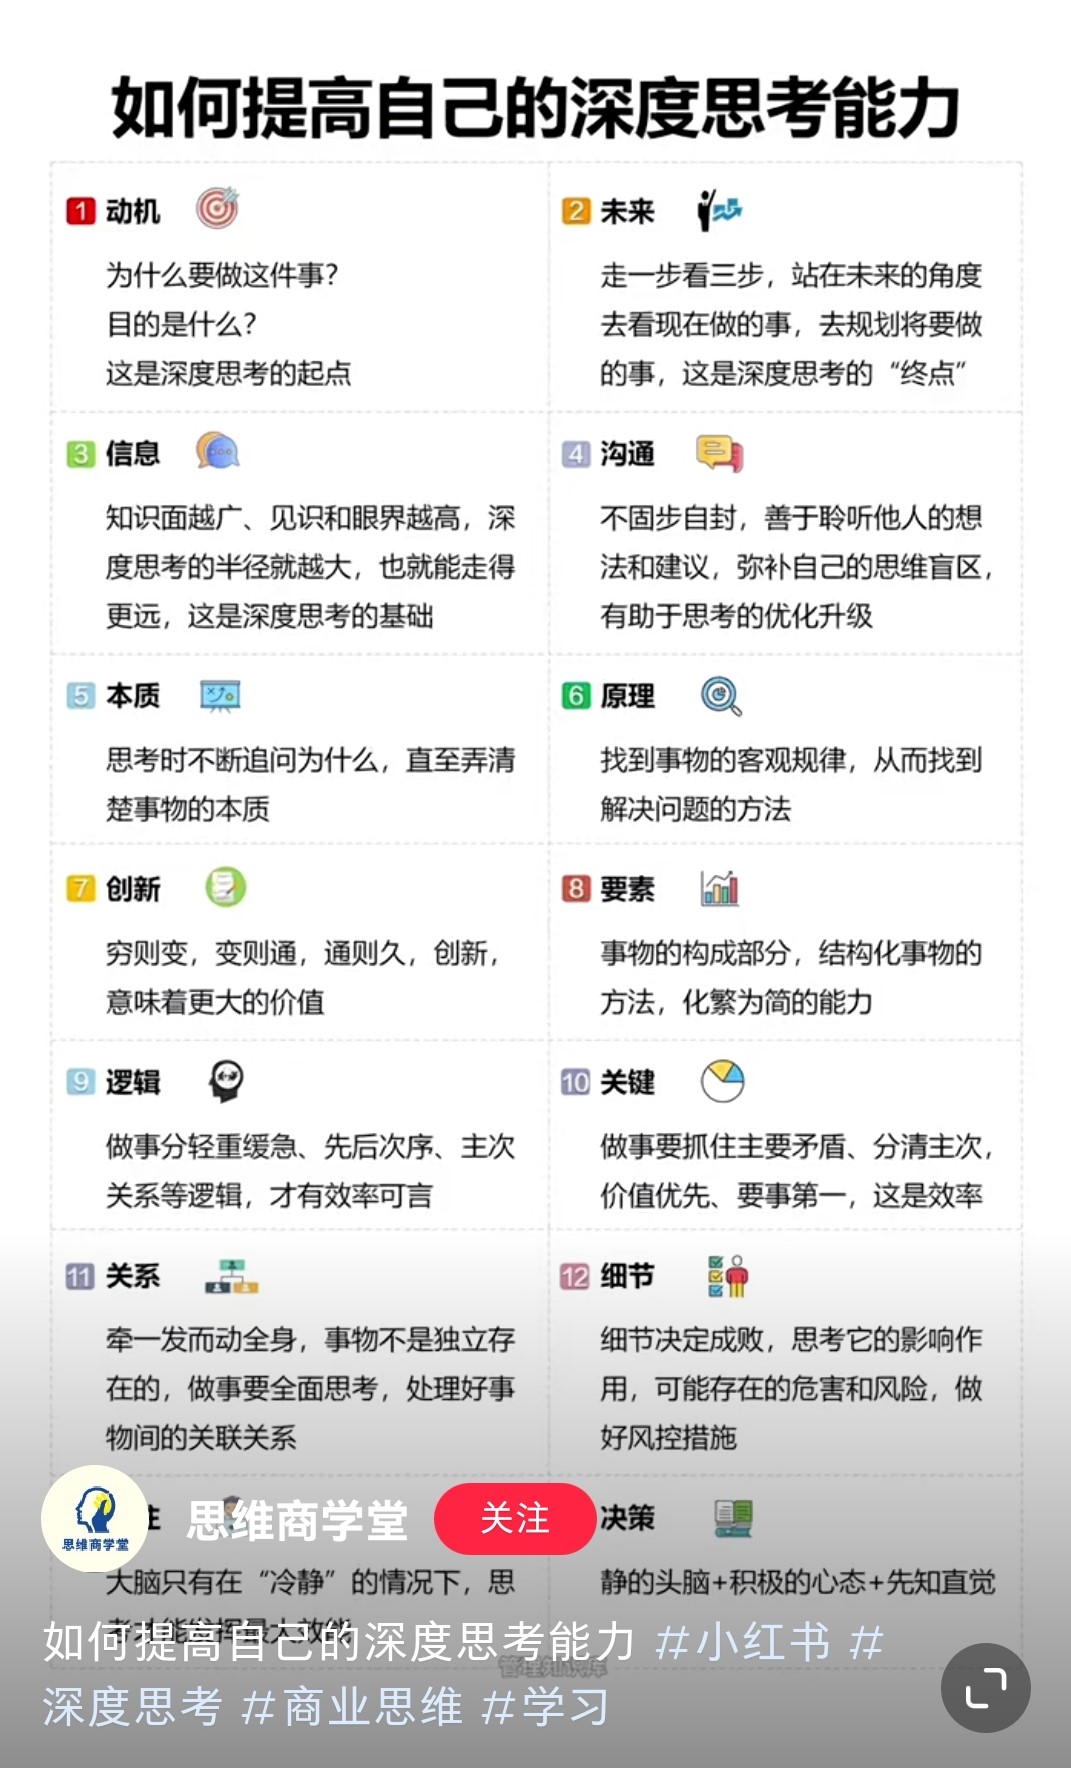 如何提高自己的深度思考能力
1 动机
为什么要做这件事?
目的是什么?
这是深度思考的起点
2 未来
走一步看三步，站在未来的角度
去看现在做的事，去规划将要做
的事，这是深度思考的“终点”
3 信息
知识面越广、见识和眼界越高，深
度思考的半径就越大，也就能走得
更远，这是深度思考的基础
4 沟通
不固步自封，善于聆听他人的想
法和建议，弥补自己的思维盲区，
有助于思考的优化升级
5 本质
思考时不断追问为什么，直至弄清
楚事物的本质
6 原理
找到事物的客观规律，从而找到
解决问题的方法
7 创新
穷则变，变则通，通则久，创新，
意味着更大的价值
8 要素
事物的构成部分，结构化事物的
方法，化繁为简的能力
9 逻辑
做事分轻重缓急、先后次序、主次
关系等逻辑，才有效率可言
10 关键
做事要抓住主要矛盾、分清主次，
价值优先、要事第一，这是效率
11 关系
牵一发而动全身，事物不是独立存
在的，做事要全面思考，处理好事
物间的关联关系
12 细节
细节决定成败，思考它的影响作
用，可能存在的危害和风险，做
好风控措施
思维商学堂
思维商学堂
关注
大脑只有在“冷静”的情况下，思
考才能发挥最大效能
决策
静的头脑+积极的心态+先知直觉
管理知识库
如何提高自己的深度思考能力 #小红书 #
深度思考 #商业思维 #学习